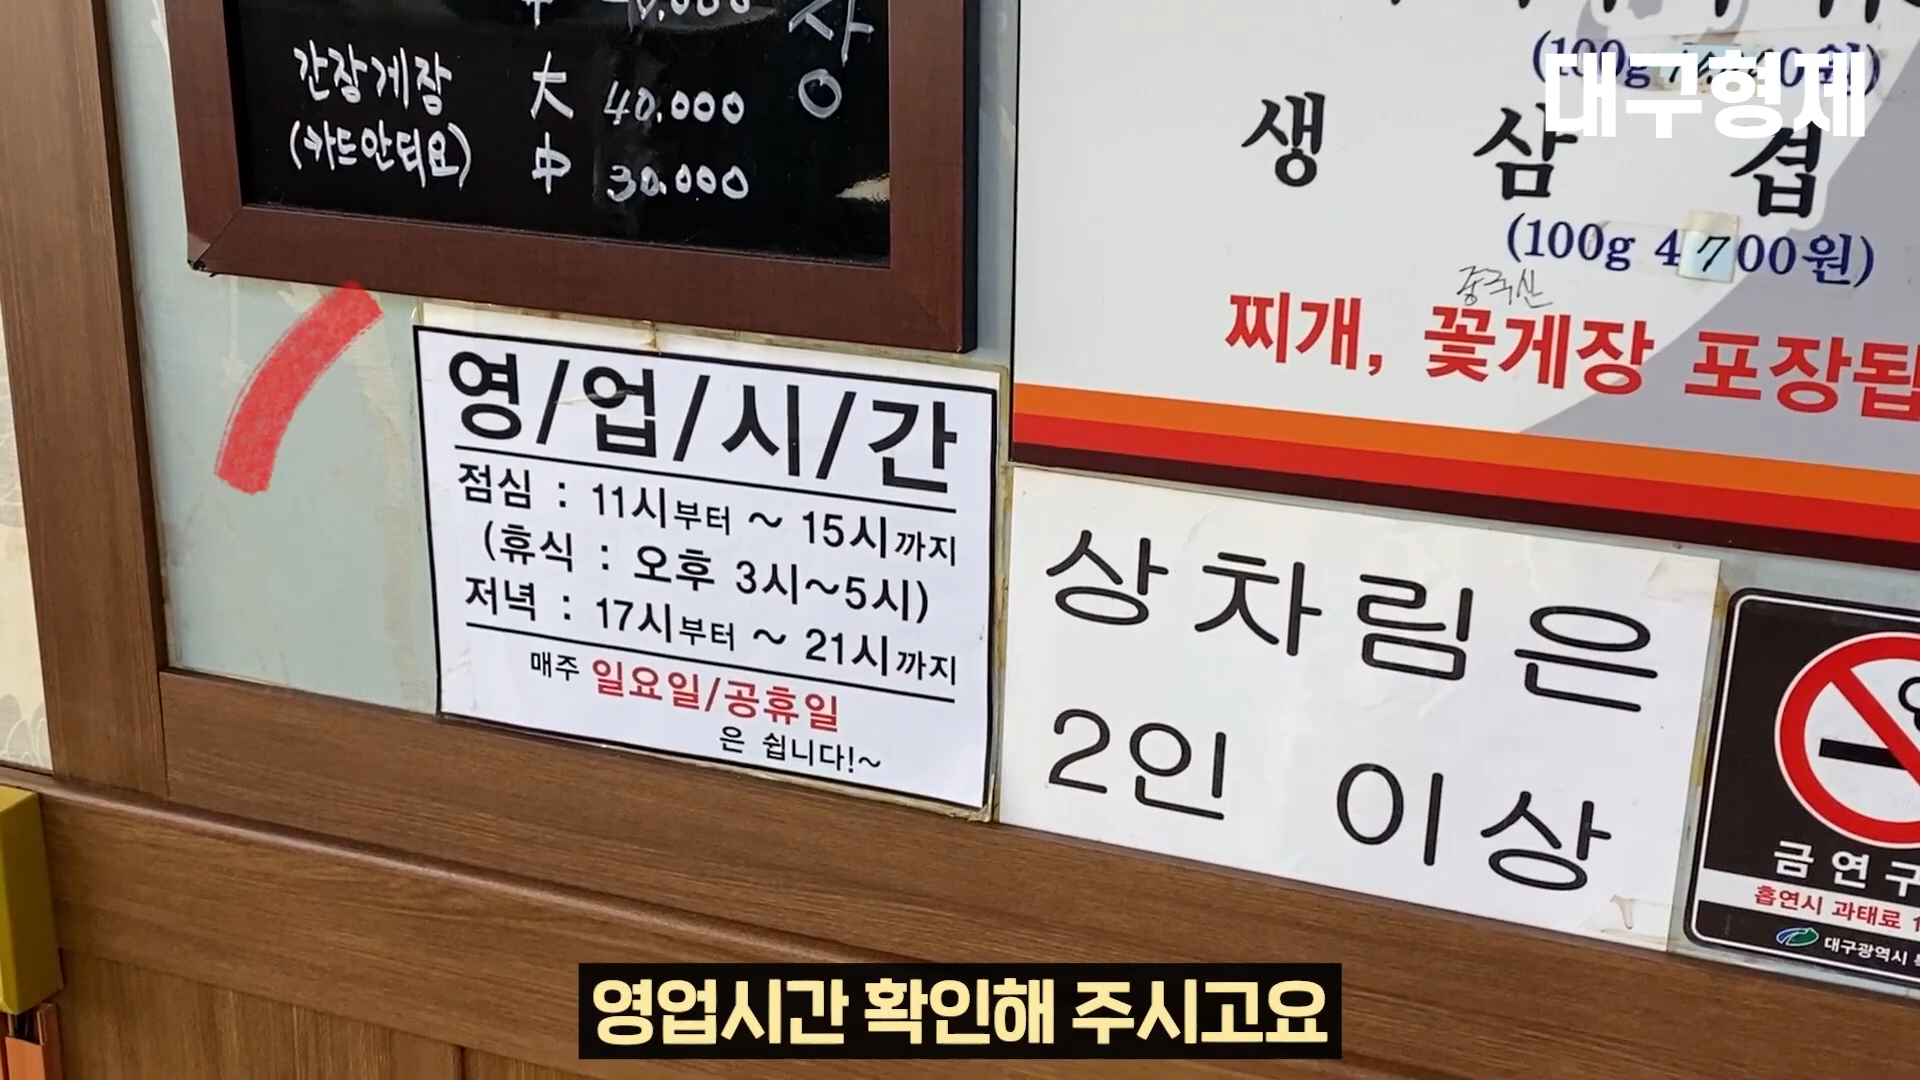 간장게장 大 40.000
(카드안되요) 中 30.000
상
대구형제
생 삼 겹
(100g 4700원)
중국산
찌개, 꽃게장 포장됩
영/업/시/간
점심 : 11시부터 ~ 15시까지
(휴식 : 오후 3시~5시)
저녁 : 17시부터 ~ 21시까지
매주 일요일/공휴일
은 쉽니다!~
상차림은
2인 이상
금연구
흡연시 과태료
대구광역시
영업시간 확인해 주시고요